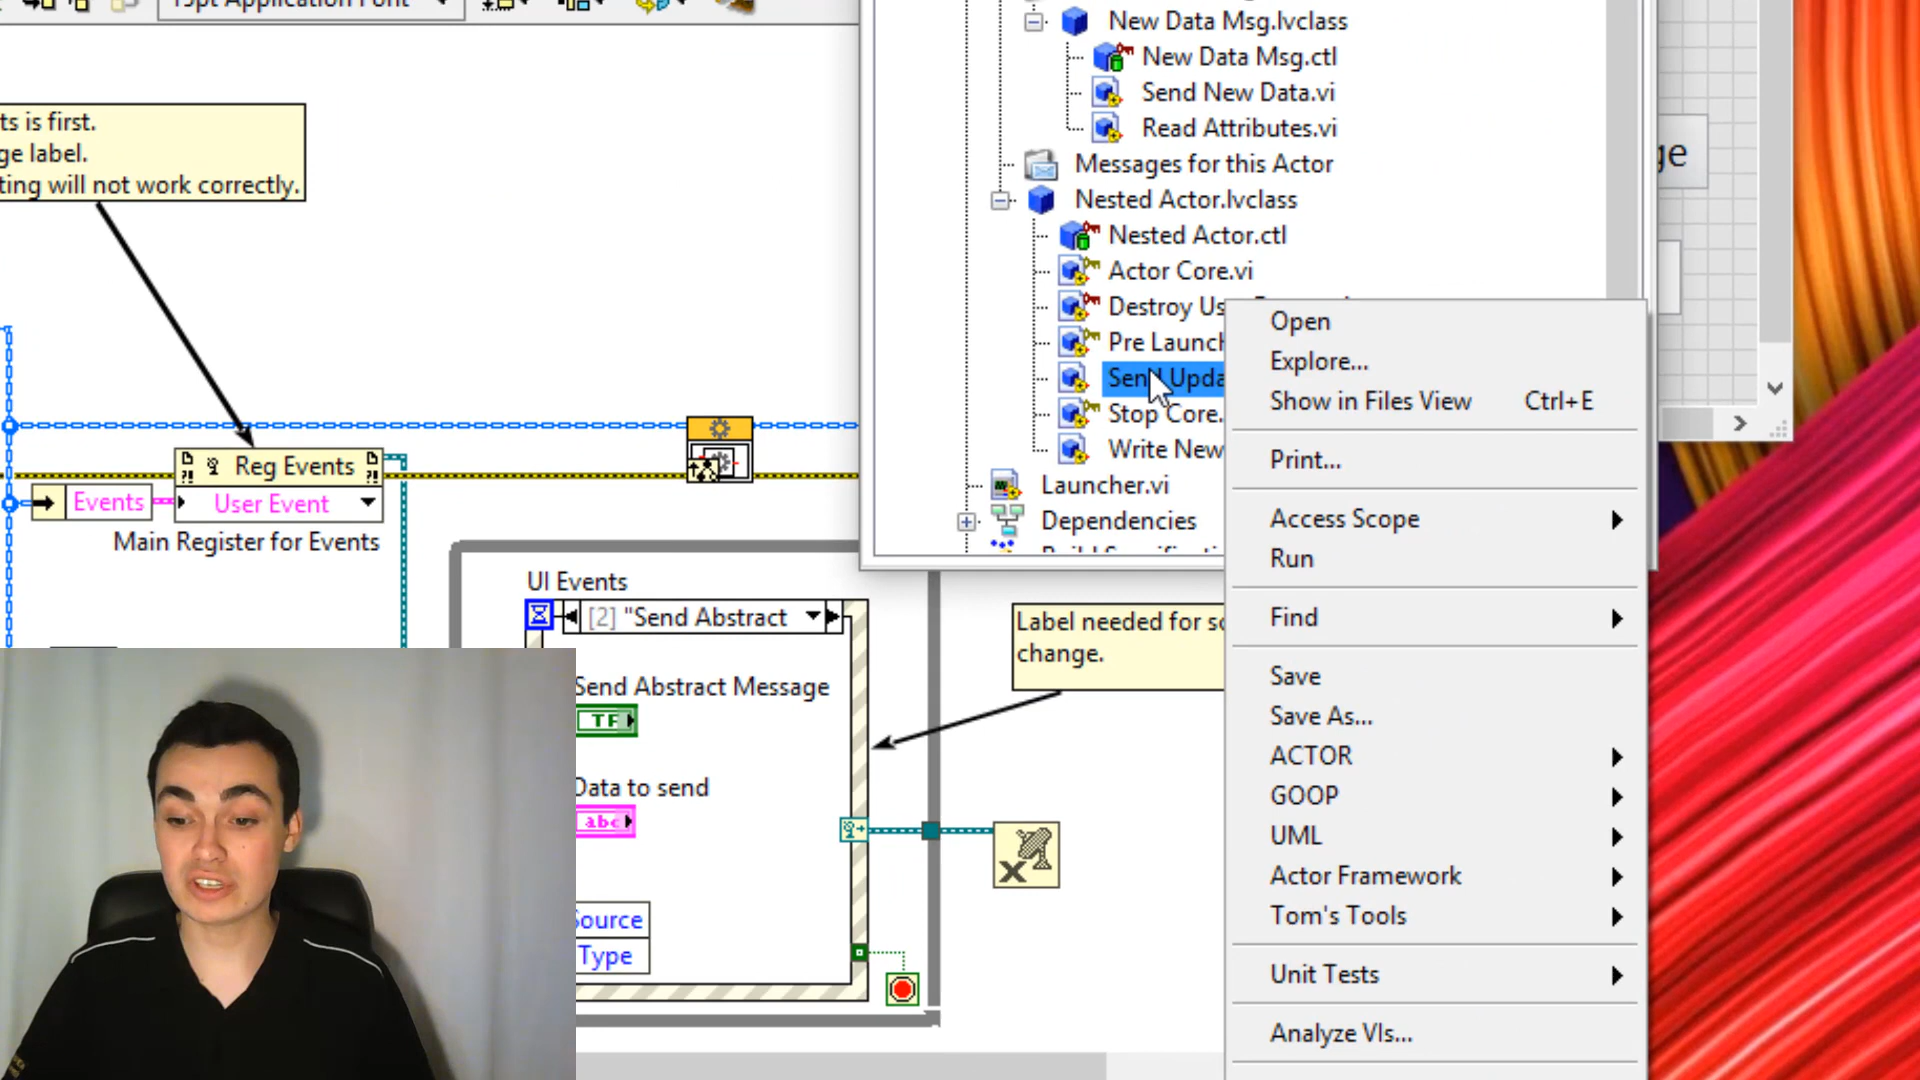 15pt Application Font
New Data Msg.lvclass
New Data Msg.ctl
Send New Data.vi
Read Attributes.vi
Messages for this Actor
Nested Actor.lvclass
Nested Actor.ctl
Actor Core.vi
Destroy Us
Pre Launch
Send Upda
Stop Core.
Write New
Launcher.vi
Dependencies
ts is first.
ge label.
ting will not work correctly.
ge
Reg Events
Events
User Event
Main Register for Events
UI Events
[2] "Send Abstract
Send Abstract Message
TF
Data to send
abc
Source
Type
Label needed for sc
change.
Open
Explore...
Show in Files View Ctrl+E
Print...
Access Scope
Run
Find
Save
Save As...
ACTOR
GOOP
UML
Actor Framework
Tom's Tools
Unit Tests
Analyze VIs...